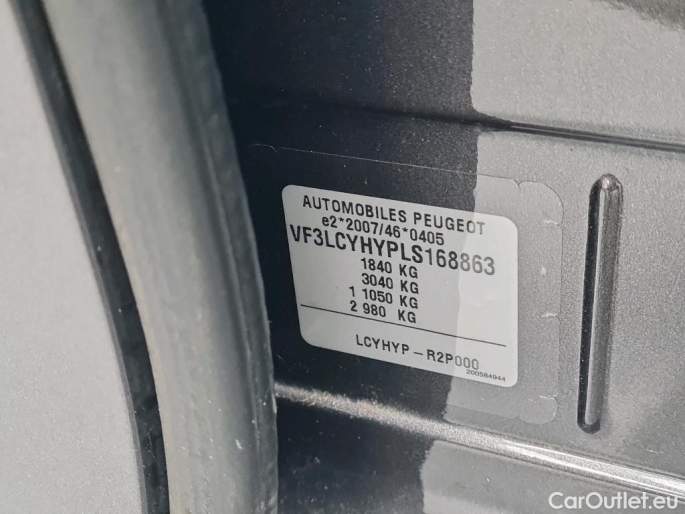 AUTOMOBILES PEUGEOT
e2*2007/46*0405
VF3LCYHYPLS168863
1840 KG
3040 KG
1 1050 KG
2 980 KG
LCYHYP-R2P000
200584944
CarOutlet.eu